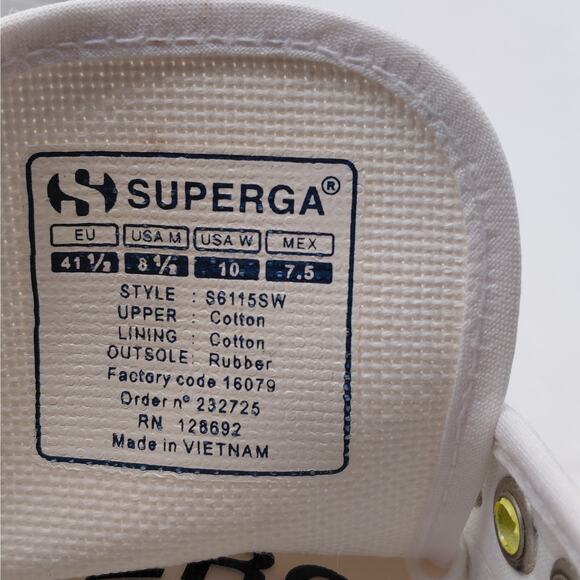 SUPERGA®
EU USA M USA W MEX
41 ½ 8 ½ 10 7.5
STYLE : S6115SW
UPPER : Cotton
LINING : Cotton
OUTSOLE : Rubber
Factory code 16079
Order nº 232725
RN 128692
Made in VIETNAM